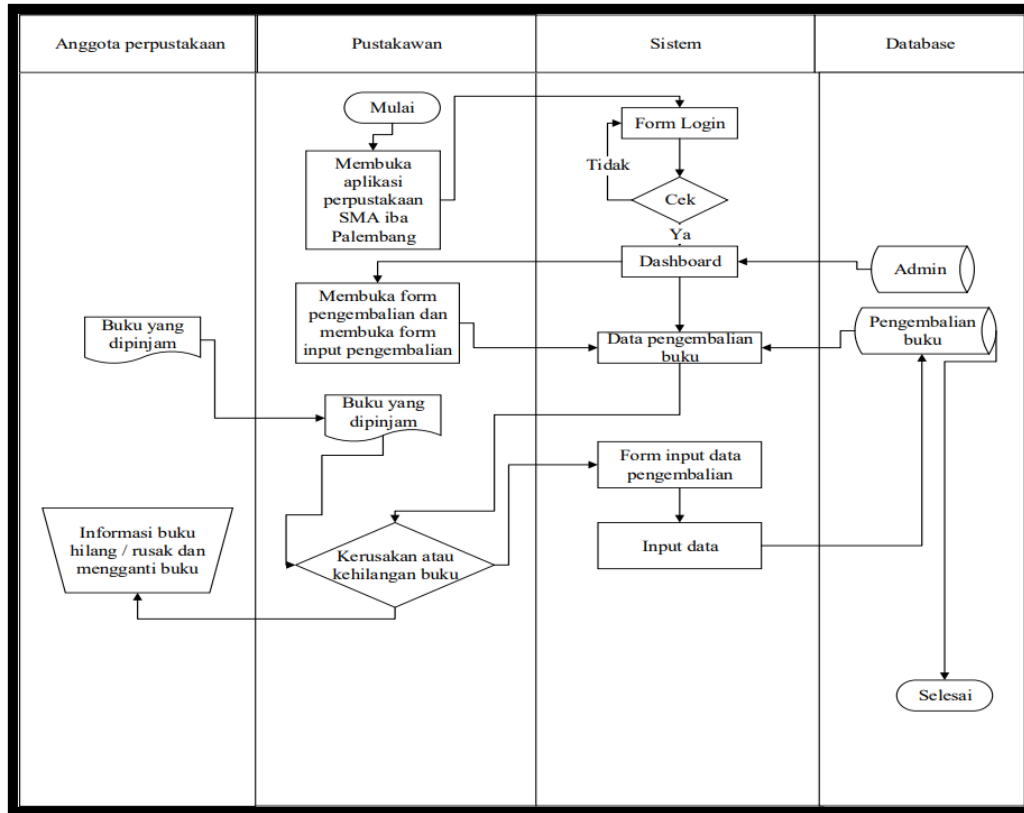 Anggota perpustakaan
Pustakawan
Sistem
Database
Mulai
Form Login
Membuka
aplikasi
perpustakaan
SMA iba
Palembang
Tidak
Cek
Ya
Dashboard
Admin
Membuka form
pengembalian dan
membuka form
input pengembalian
Buku yang
dipinjam
Data pengembalian
buku
Pengembalian
buku
Buku yang
dipinjam
Form input data
pengembalian
Informasi buku
hilang / rusak dan
mengganti buku
Kerusakan atau
kehilangan buku
Input data
Selesai